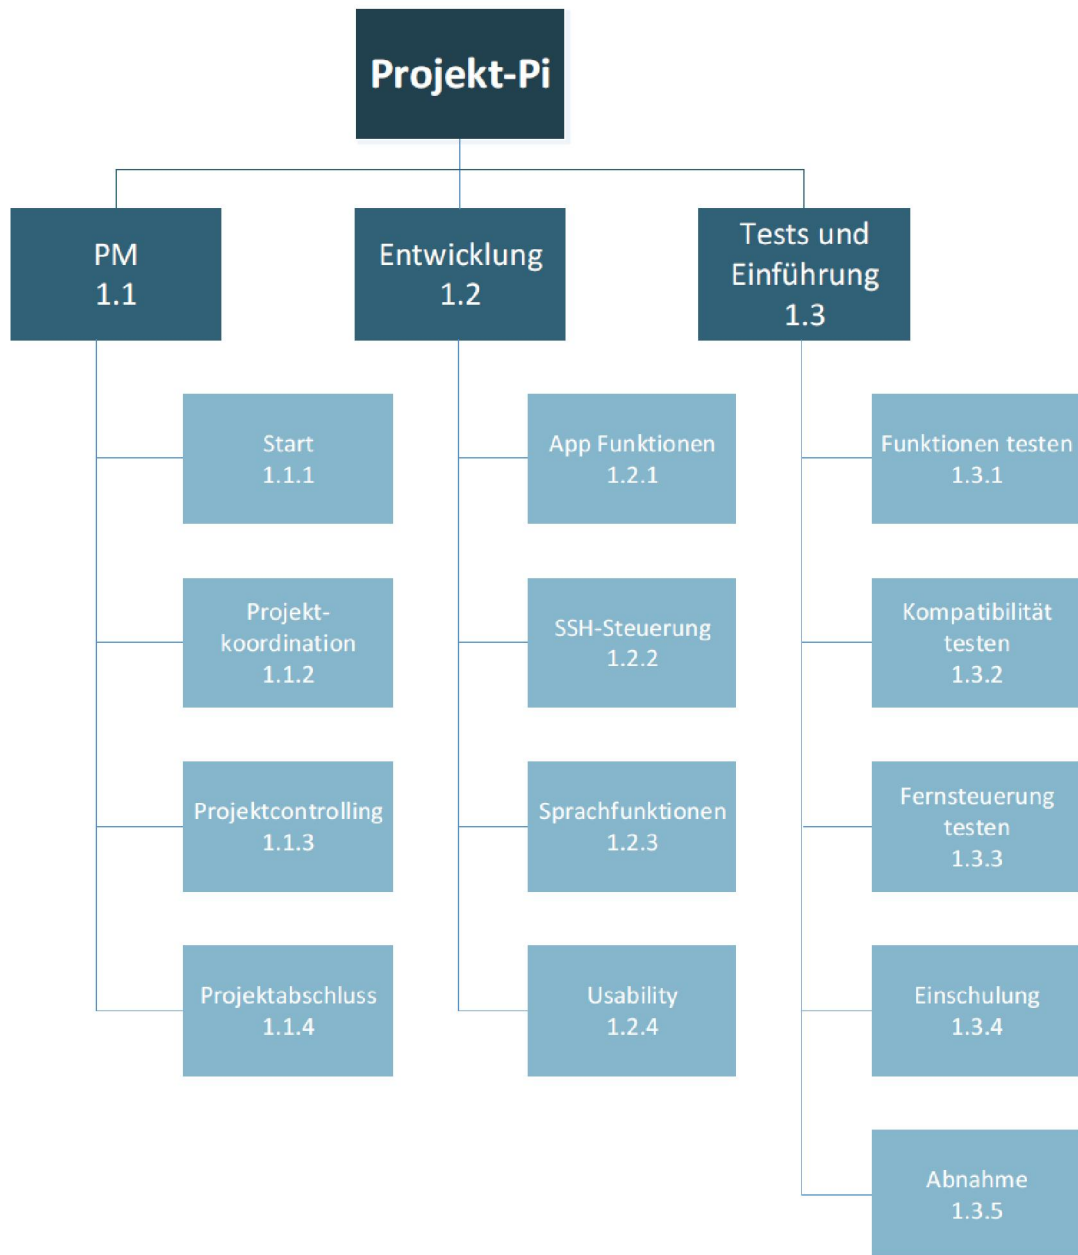 Projekt-Pi
PM
1.1
Entwicklung
1.2
Tests und
Einführung
1.3
Start
1.1.1
Projekt-
koordination
1.1.2
Projektcontrolling
1.1.3
Projektabschluss
1.1.4
App Funktionen
1.2.1
SSH-Steuerung
1.2.2
Sprachfunktionen
1.2.3
Usability
1.2.4
Funktionen testen
1.3.1
Kompatibilität
testen
1.3.2
Fernsteuerung
testen
1.3.3
Einschulung
1.3.4
Abnahme
1.3.5